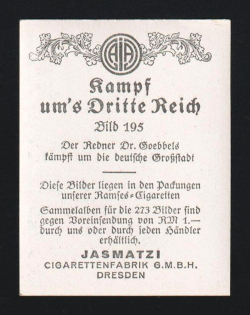 Kampf
um's Dritte Reich
Bild 195
Der Redner Dr. Goebbels
kämpft um die deutsche Großstadt
Diese Bilder liegen in den Packungen
unserer Ramses-Cigaretten
Sammelalben für die 273 Bilder sind
gegen Voreinsendung von RM 1.—
durch uns oder durch jeden Händler
erhältlich.
JASMATZI
CIGARETTENFABRIK G.M.B.H.
DRESDEN